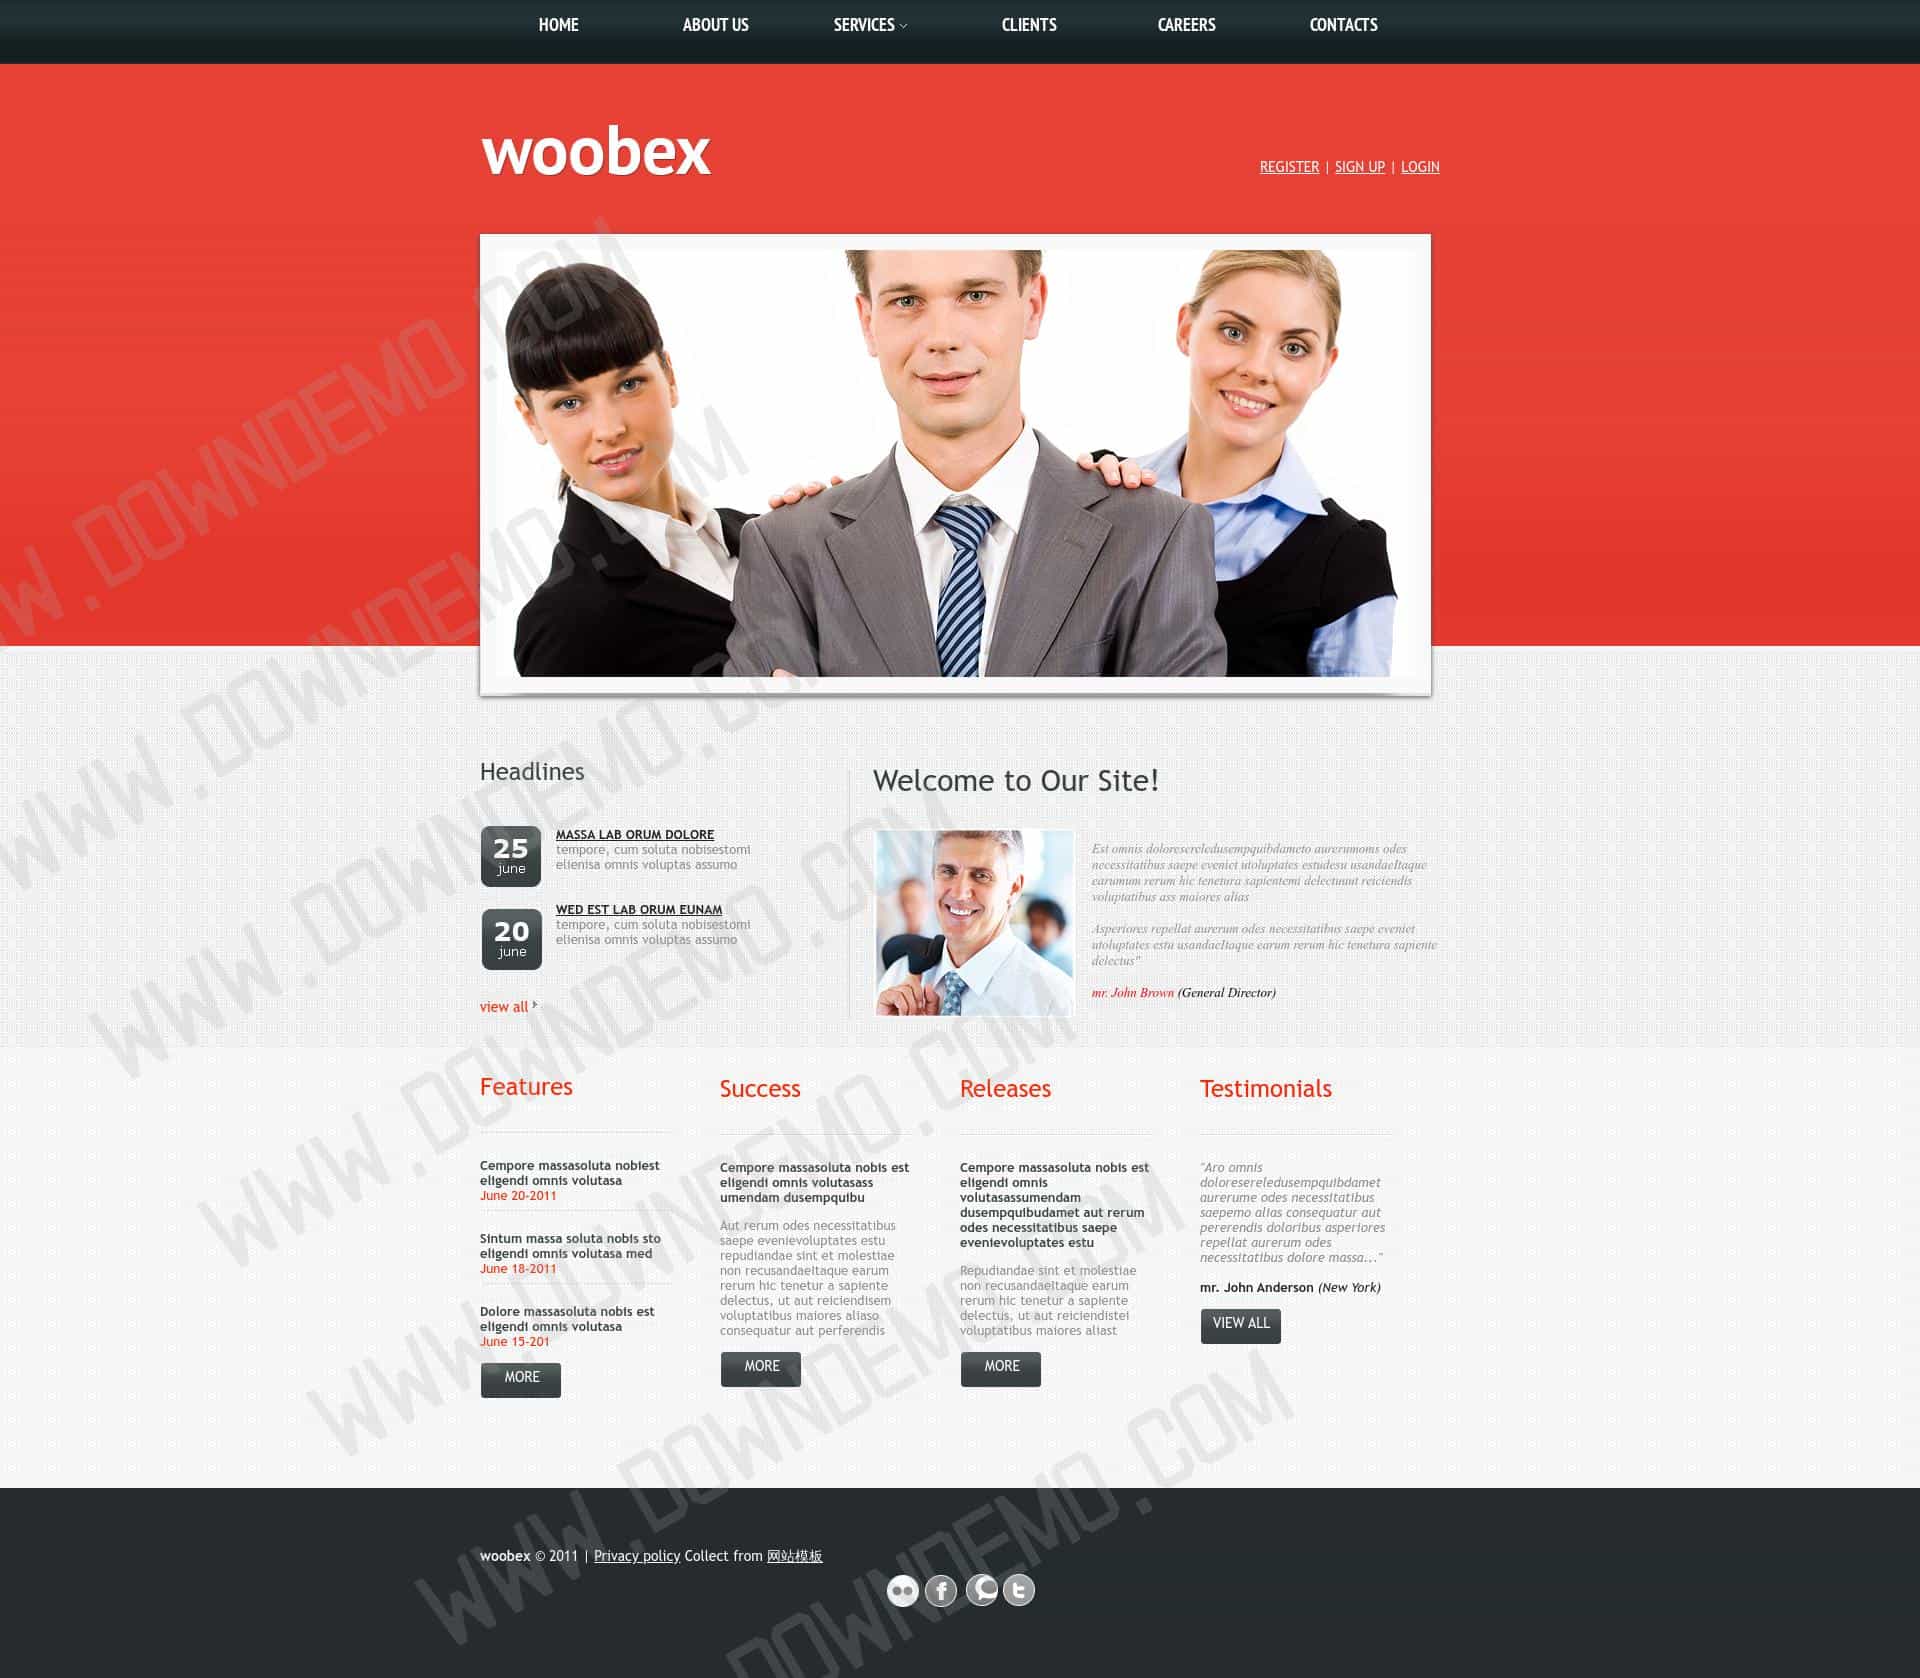 HOME ABOUT US SERVICES CLIENTS CAREERS CONTACTS
woobex
REGISTER | SIGN UP | LOGIN
Headlines
25
june
MASSA LAB ORUM DOLORE
tempore, cum soluta nobisestomi
elienisa omnis voluptas assumo
20
june
WED EST LAB ORUM EUNAM
tempore, cum soluta nobisestomi
elienisa omnis voluptas assumo
view all
Welcome to Our Site!
Est omnis doloresereledusempquibdameto aurerumoms odes
necessitatibus saepe eveniet utoluptates estudesu usandaeItaque
earumum rerum hic tenetura sapientemi delectuunt reiciendis
voluptatibus ass maiores alias
Asperiores repellat aurerum odes necessitatibus saepe eveniet
utoluptates estu usandaeItaque earum rerum hic tenetura sapiente
delectus"
mr. John Brown (General Director)
Features
Cempore massasoluta nobiest
eligendi omnis volutasa
June 20-2011
Sintum massa soluta nobis sto
eligendi omnis volutasa med
June 18-2011
Dolore massasoluta nobis est
eligendi omnis volutasa
June 15-201
MORE
Success
Cempore massasoluta nobis est
eligendi omnis volutasass
umendam dusempquibu
Aut rerum odes necessitatibus
saepe evenievoluptates estu
repudiandae sint et molestiae
non recusandaeItaque earum
rerum hic tenetur a sapiente
delectus, ut aut reiciendisem
voluptatibus maiores aliaso
consequatur aut perferendis
MORE
Releases
Cempore massasoluta nobis est
eligendi omnis
volutasassumendam
dusempquibudamet aut rerum
odes necessitatibus saepe
evenievoluptates estu
Repudiandae sint et molestiae
non recusandaeItaque earum
rerum hic tenetur a sapiente
delectus, ut aut reiciendistei
voluptatibus maiores aliast
MORE
Testimonials
"Aro omnis
doloresereledusempquibdamet
aurerume odes necessitatibus
saepemo alias consequatur aut
pererendis doloribus asperiores
repellat aurerum odes
necessitatibus dolore massa..."
mr. John Anderson (New York)
VIEW ALL
woobex © 2011 | Privacy policy Collect from 网站模板
WWW.DOWNDEMO.COM